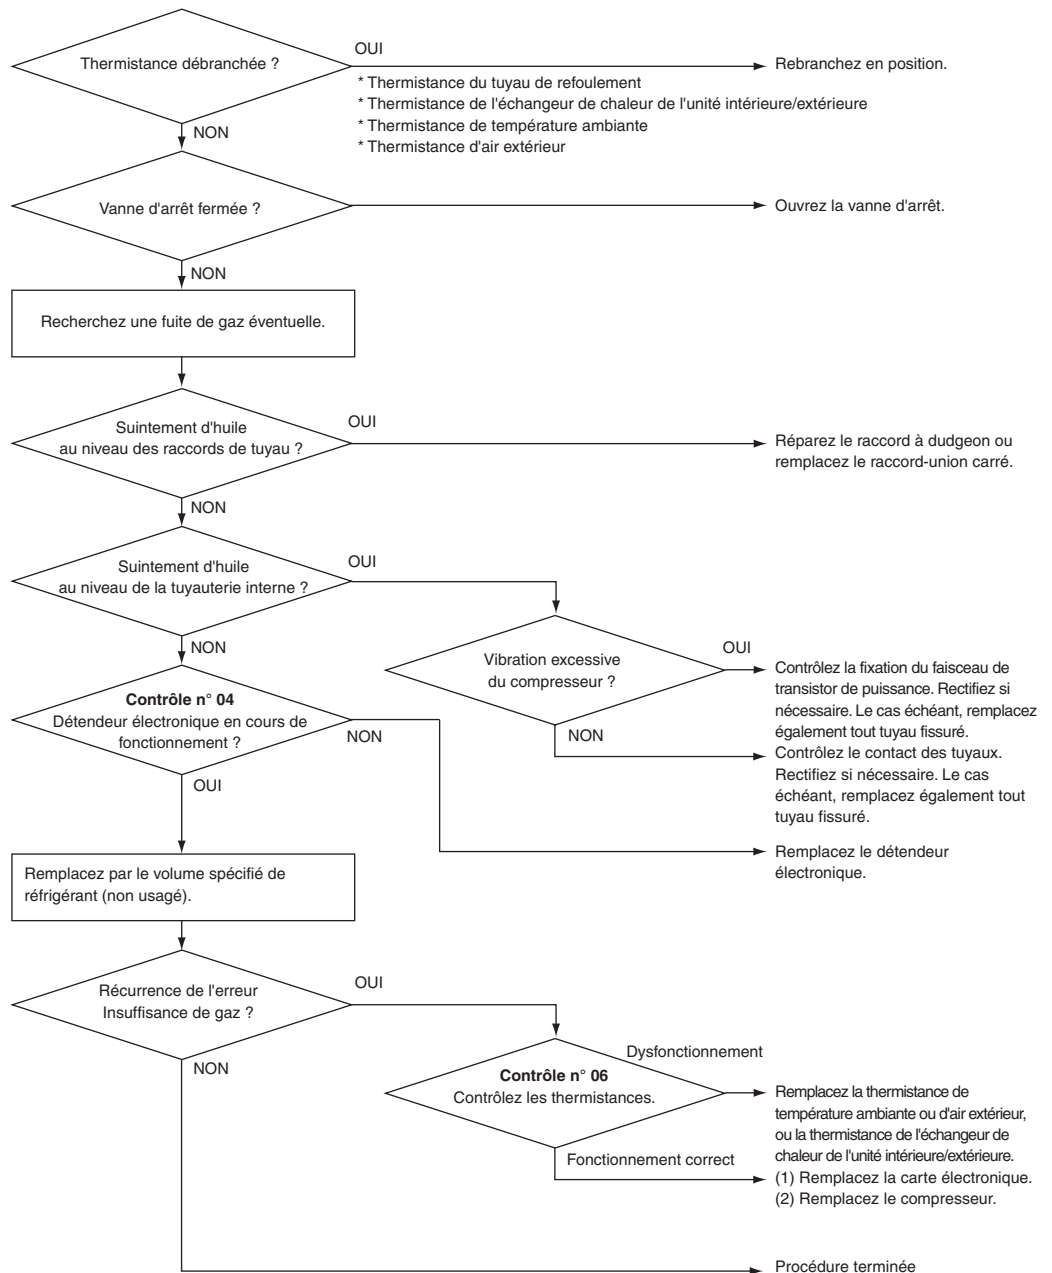 OUI
Thermistance débranchée ?
Rebranchez en position.
* Thermistance du tuyau de refoulement
* Thermistance de l'échangeur de chaleur de l'unité intérieure/extérieure
* Thermistance de température ambiante
* Thermistance d'air extérieur
NON
Vanne d'arrêt fermée ?
Ouvrez la vanne d'arrêt.
NON
Recherchez une fuite de gaz éventuelle.
Suintement d'huile
au niveau des raccords de tuyau ?
OUI
Réparez le raccord à dudgeon ou
remplacez le raccord-union carré.
NON
Suintement d'huile
au niveau de la tuyauterie interne ?
OUI
NON
Vibration excessive
du compresseur ?
OUI
Contrôlez la fixation du faisceau de
transistor de puissance. Rectifiez si
nécessaire. Le cas échéant, remplacez
également tout tuyau fissuré.
NON
Contrôlez le contact des tuyaux.
Rectifiez si nécessaire. Le cas
échéant, remplacez également tout
tuyau fissuré.
Contrôle n° 04
Détendeur électronique en cours de
fonctionnement ?
NON
OUI
Remplacez le détendeur
électronique.
Remplacez par le volume spécifié de
réfrigérant (non usagé).
Récurrence de l'erreur
Insuffisance de gaz ?
OUI
NON
Dysfonctionnement
Contrôle n° 06
Contrôlez les thermistances.
Remplacez la thermistance de
température ambiante ou d'air extérieur,
ou la thermistance de l'échangeur de
chaleur de l'unité intérieure/extérieure.
Fonctionnement correct
(1) Remplacez la carte électronique.
(2) Remplacez le compresseur.
Procédure terminée